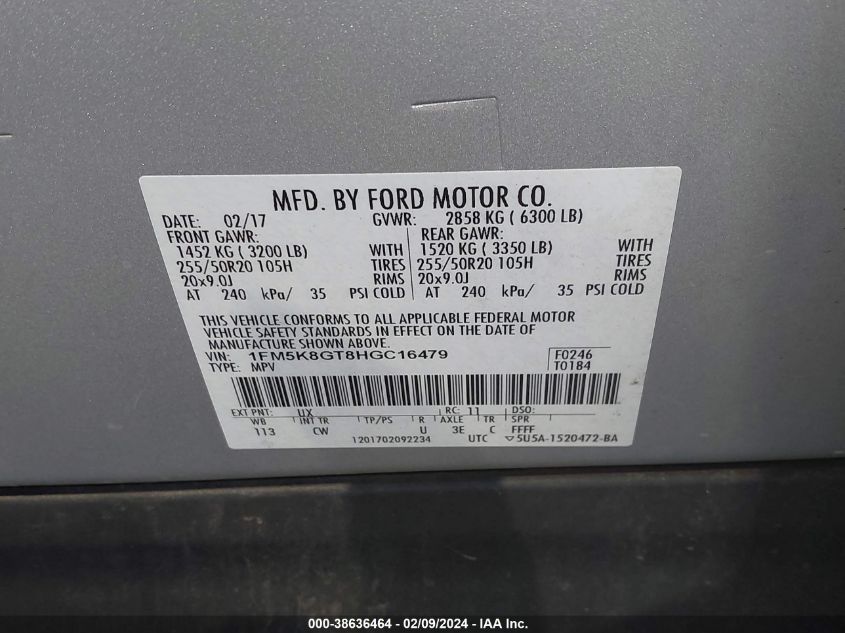 MFD. BY FORD MOTOR CO.
DATE: 02/17 GVWR: 2858 KG ( 6300 LB)
FRONT GAWR: REAR GAWR:
1452 KG ( 3200 LB) WITH 1520 KG ( 3350 LB) WITH
255/50R20 105H TIRES 255/50R20 105H TIRES
20x9.0J RIMS 20x9.0J RIMS
AT 240 kPa/ 35 PSI COLD AT 240 kPa/ 35 PSI COLD
THIS VEHICLE CONFORMS TO ALL APPLICABLE FEDERAL MOTOR
VEHICLE SAFETY STANDARDS IN EFFECT ON THE DATE OF
MANUFACTURE SHOWN ABOVE.
VIN: 1FM5K8GT8HGC16479 F0246
TYPE: MPV T0184
EXT PNT: UX RC: 11 DSO:
WB INT TR TP/PS R AXLE TR SPR
113 CW U 3E C FFFF
1201702092234 UTC ▽5U5A-1520472-BA
000-38636464 - 02/09/2024 - IAA Inc.